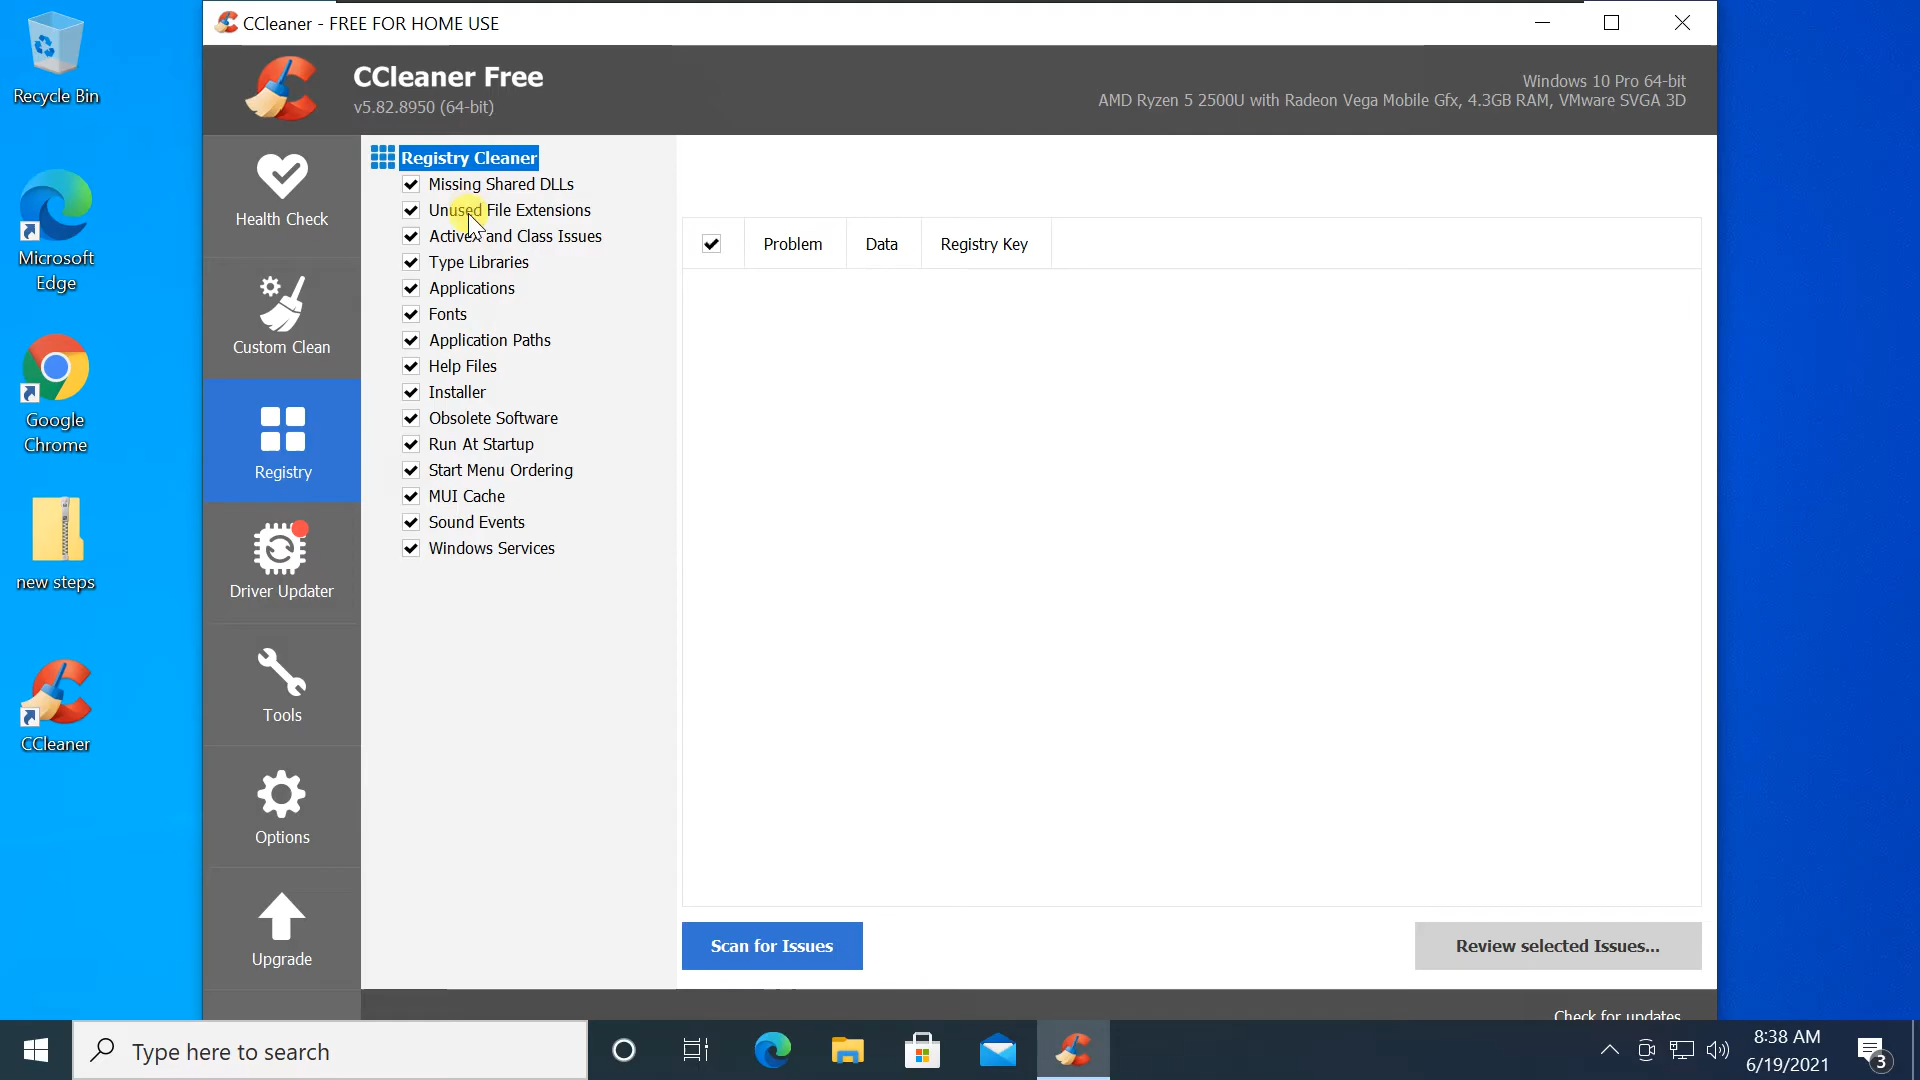 Recycle Bin
Microsoft
Edge
Google
Chrome
new steps
CCleaner
CCleaner - FREE FOR HOME USE
CCleaner Free
v5.82.8950 (64-bit)
Windows 10 Pro 64-bit
AMD Ryzen 5 2500U with Radeon Vega Mobile Gfx, 4.3GB RAM, VMware SVGA 3D
Health Check
Custom Clean
Registry
Driver Updater
Tools
Options
Upgrade
Registry Cleaner
Missing Shared DLLs
Unused File Extensions
ActiveX and Class Issues
Type Libraries
Applications
Fonts
Application Paths
Help Files
Installer
Obsolete Software
Run At Startup
Start Menu Ordering
MUI Cache
Sound Events
Windows Services
Problem Data Registry Key
Scan for Issues
Review selected Issues...
Check for updates
Type here to search
8:38 AM
6/19/2021
3